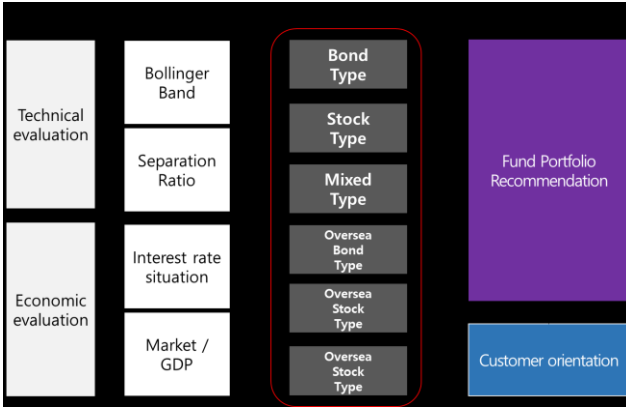 Technical
evaluation
Economic
evaluation
Bollinger
Band
Separation
Ratio
Interest rate
situation
Market /
GDP
Bond
Type
Stock
Type
Mixed
Type
Oversea
Bond
Type
Oversea
Stock
Type
Oversea
Stock
Type
Fund Portfolio
Recommendation
Customer orientation